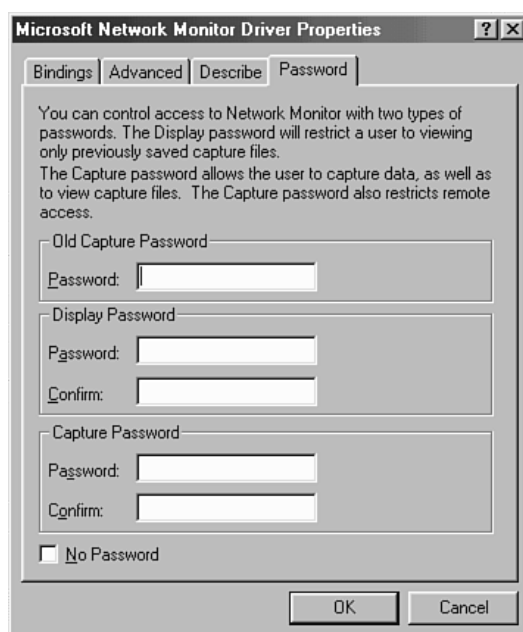 Microsoft Network Monitor Driver Properties
Bindings Advanced Describe Password
You can control access to Network Monitor with two types of
passwords. The Display password will restrict a user to viewing
only previously saved capture files.
The Capture password allows the user to capture data, as well as
to view capture files. The Capture password also restricts remote
access.
Old Capture Password
Password:
Display Password
Password:
Confirm:
Capture Password
Password:
Confirm:
No Password
OK Cancel